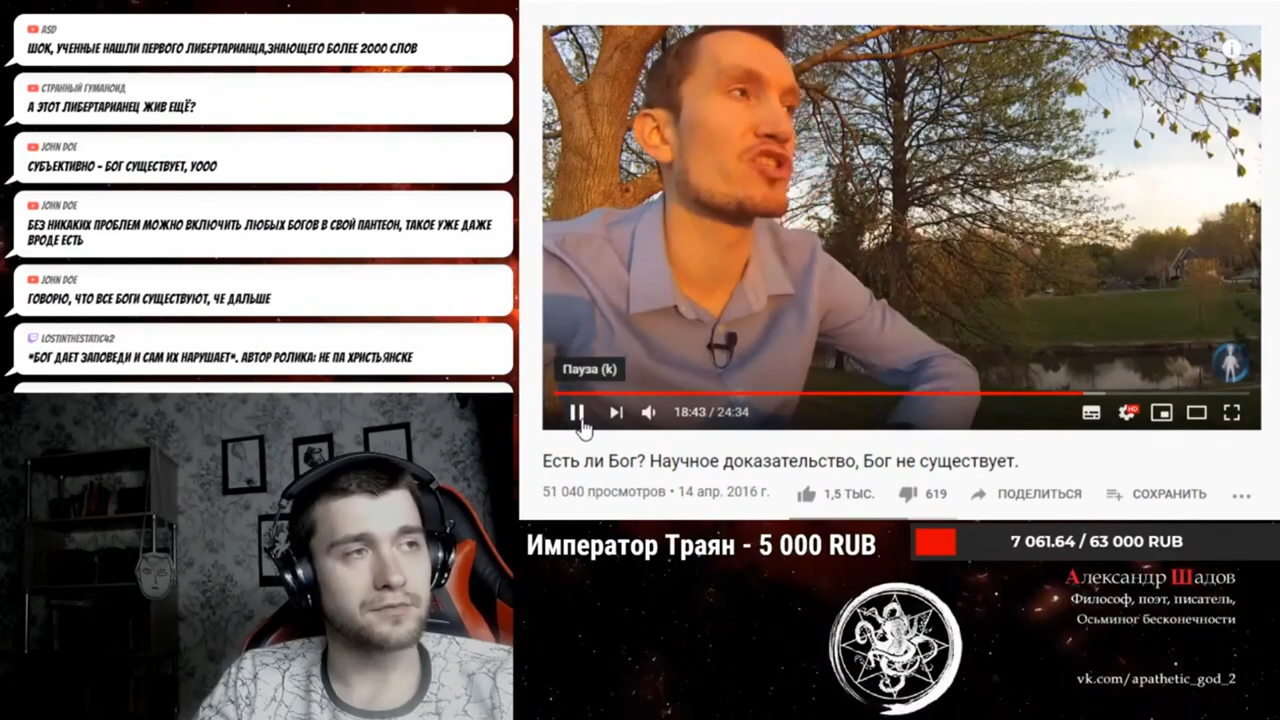 ASD
ШОК, УЧЕННЫЕ НАШЛИ ПЕРВОГО ЛИБЕРТАРИАНЦА,ЗНАЮЩЕГО БОЛЕЕ 2000 СЛОВ
СТРАННЫЙ ГУМАНОИД
А ЭТОТ ЛИБЕРТАРИАНЕЦ ЖИВ ЕЩЁ?
JOHN DOE
СУБЪЕКТИВНО - БОГ СУЩЕСТВУЕТ, УООО
JOHN DOE
БЕЗ НИКАКИХ ПРОБЛЕМ МОЖНО ВКЛЮЧИТЬ ЛЮБЫХ БОГОВ В СВОЙ ПАНТЕОН, ТАКОЕ УЖЕ ДАЖЕ
ВРОДЕ ЕСТЬ
JOHN DOE
ГОВОРЮ, ЧТО ВСЕ БОГИ СУЩЕСТВУЮТ, ЧЕ ДАЛЬШЕ
LOSTINTHESTATIC42
*БОГ ДАЕТ ЗАПОВЕДИ И САМ ИХ НАРУШАЕТ*. АВТОР РОЛИКА: НЕ ПА ХРИСТЬЯНСКЕ
Пауза (k)
18:43 / 24:34
HD
Есть ли Бог? Научное доказательство, Бог не существует.
51 040 просмотров • 14 апр. 2016 г.
1,5 ТЫС.
619
ПОДЕЛИТЬСЯ
СОХРАНИТЬ
Император Траян - 5 000 RUB
7 061.64 / 63 000 RUB
Александр Шадов
Философ, поэт, писатель,
Осьминог бесконечности
vk.com/apathetic_god_2